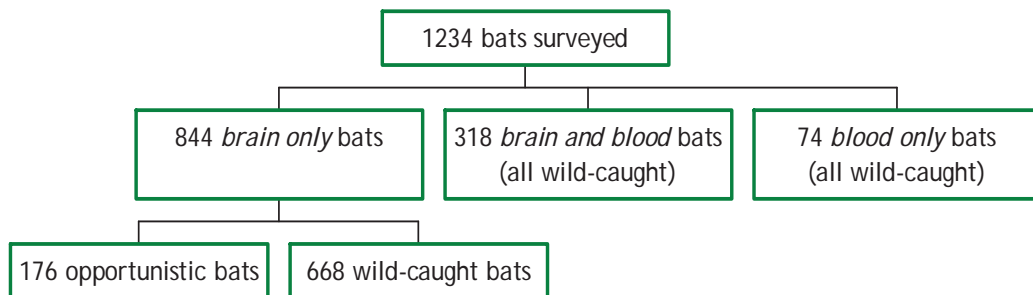 1234 bats surveyed
844 brain only bats
318 brain and blood bats
(all wild-caught)
74 blood only bats
(all wild-caught)
176 opportunistic bats
668 wild-caught bats